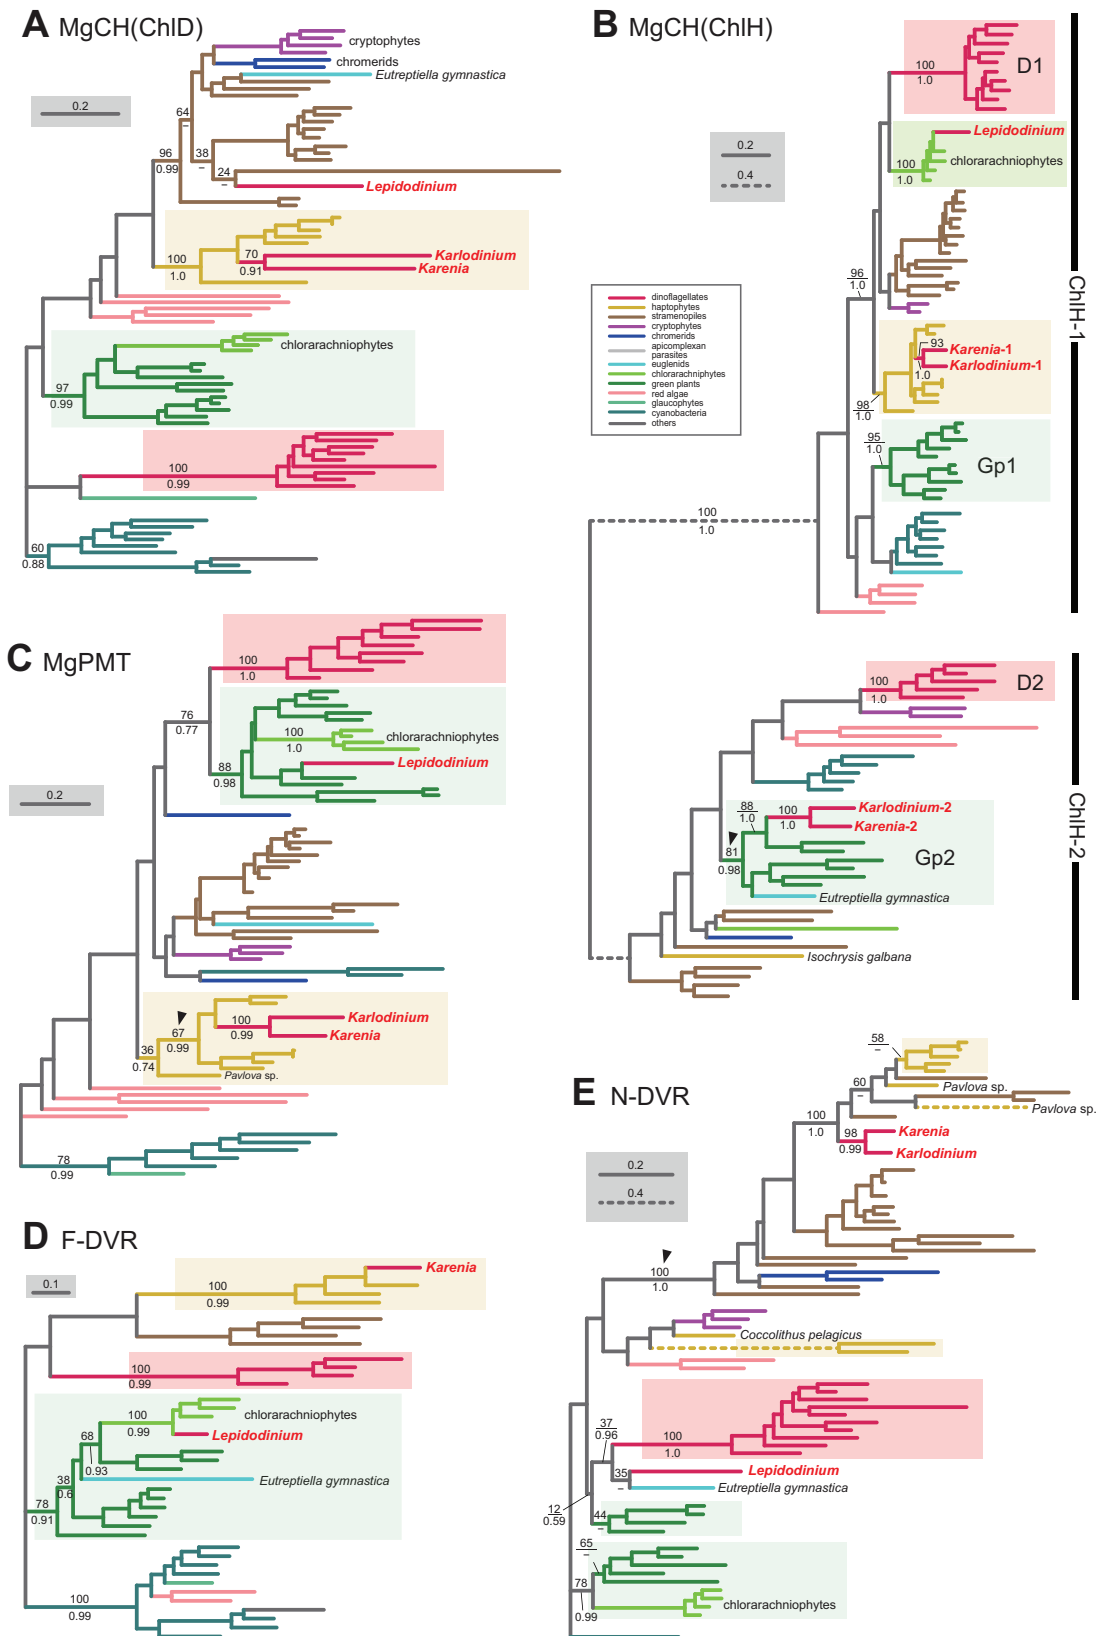 A MgCH(ChlD)
cryptophytes
chromerids
Eutreptiella gymnastica
0.2
64
–
38
–
24
–
96
0.99
Lepidodinium
100
1.0
70
0.91
Karlodinium
Karenia
chlorarachniophytes
97
0.99
100
0.99
60
0.88
B MgCH(ChlH)
D1
100
1.0
Lepidodinium
chlorarachniophytes
100
1.0
0.2
0.4
96
1.0
93
1.0
Karenia-1
Karlodinium-1
98
1.0
95
1.0
Gp1
100
1.0
ChlH-1
dinoflagellates
haptophytes
stramenopiles
cryptophytes
chromerids
apicomplexan
parasites
euglenids
chlorarachniphytes
green plants
red algae
glaucophytes
cyanobacteria
others
D2
100
1.0
88
1.0
100
1.0
Karlodinium-2
Karenia-2
81
0.98
Gp2
Eutreptiella gymnastica
Isochrysis galbana
ChlH-2
C MgPMT
100
1.0
76
0.77
100
1.0
chlorarachniophytes
Lepidodinium
88
0.98
0.2
67
0.99
100
0.99
Karlodinium
Karenia
36
0.74
Pavlova sp.
78
0.99
D F-DVR
0.1
100
0.99
Karenia
100
0.99
100
0.99
chlorarachniophytes
Lepidodinium
68
0.93
Eutreptiella gymnastica
38
0.6
78
0.91
100
0.99
E N-DVR
58
–
60
–
Pavlova sp.
Pavlova sp.
100
1.0
98
0.99
Karenia
Karlodinium
0.2
0.4
100
1.0
Coccolithus pelagicus
37
0.96
100
1.0
35
–
Lepidodinium
Eutreptiella gymnastica
12
0.59
44
–
65
–
78
0.99
chlorarachniophytes